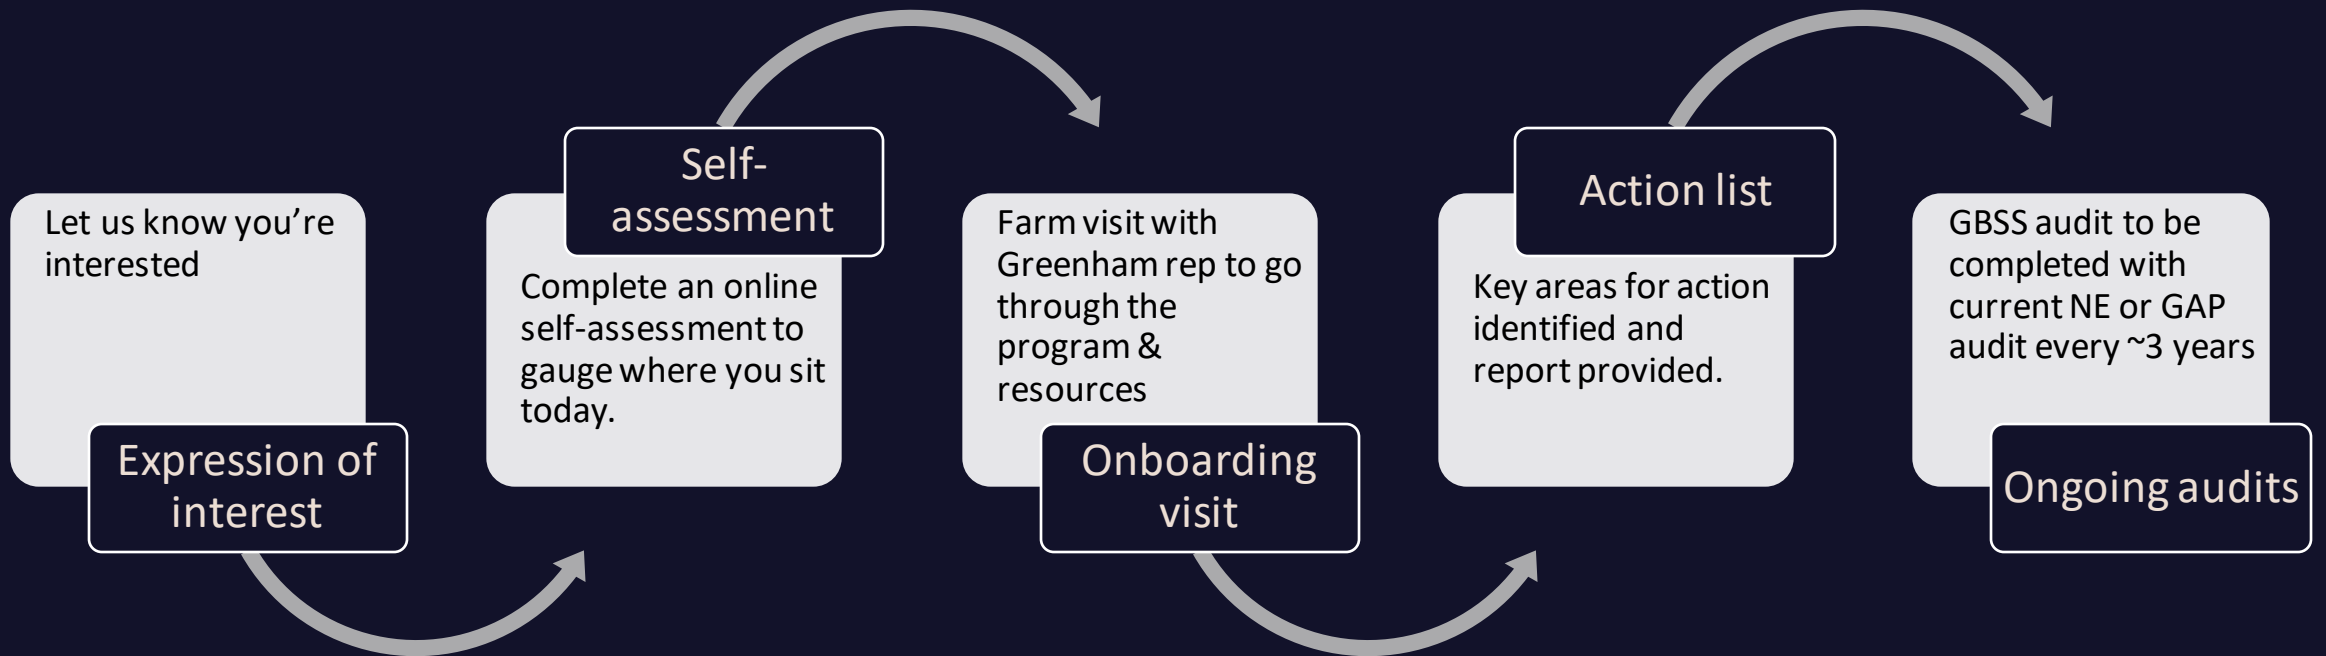 Let us know you’re
interested
Expression of
interest
Self-
assessment
Complete an online
self-assessment to
gauge where you sit
today.
Farm visit with
Greenham rep to go
through the
program &
resources
Onboarding
visit
Action list
Key areas for action
identified and
report provided.
GBSS audit to be
completed with
current NE or GAP
audit every ~3 years
Ongoing audits